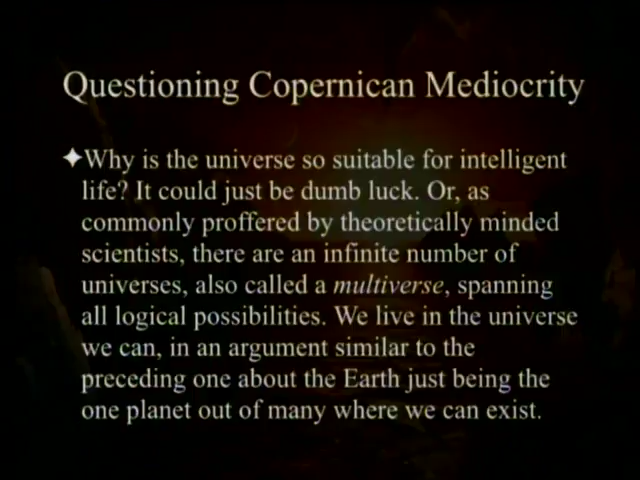 Questioning Copernican Mediocrity
✦Why is the universe so suitable for intelligent
life? It could just be dumb luck. Or, as
commonly proffered by theoretically minded
scientists, there are an infinite number of
universes, also called a multiverse, spanning
all logical possibilities. We live in the universe
we can, in an argument similar to the
preceding one about the Earth just being the
one planet out of many where we can exist.